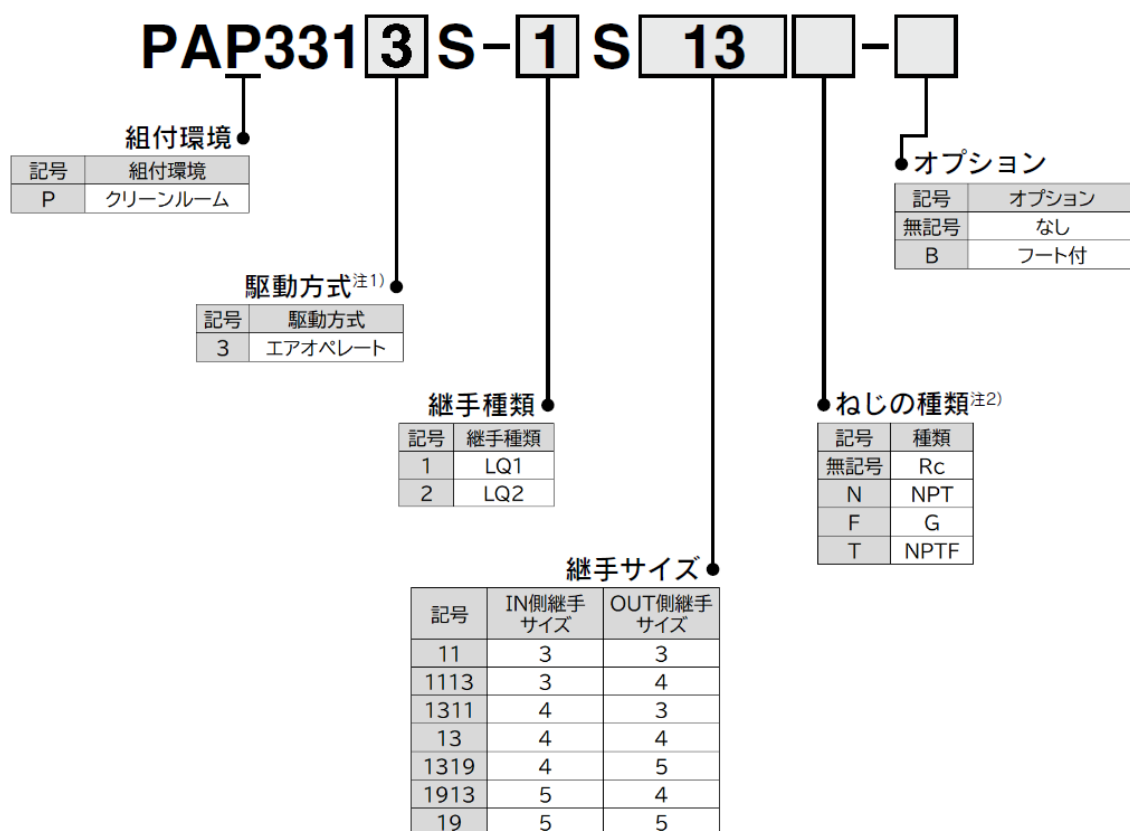 PAP331 3 S-1 S 13 -
組付環境
記号 組付環境
P クリーンルーム
駆動方式注1)
記号 駆動方式
3 エアオペレート
継手種類
記号 継手種類
1 LQ1
2 LQ2
継手サイズ
記号 IN側継手サイズ OUT側継手サイズ
11 3 3
1113 3 4
1311 4 3
13 4 4
1319 4 5
1913 5 4
19 5 5
ねじの種類注2)
記号 種類
無記号 Rc
N NPT
F G
T NPTF
オプション
記号 オプション
無記号 なし
B フート付